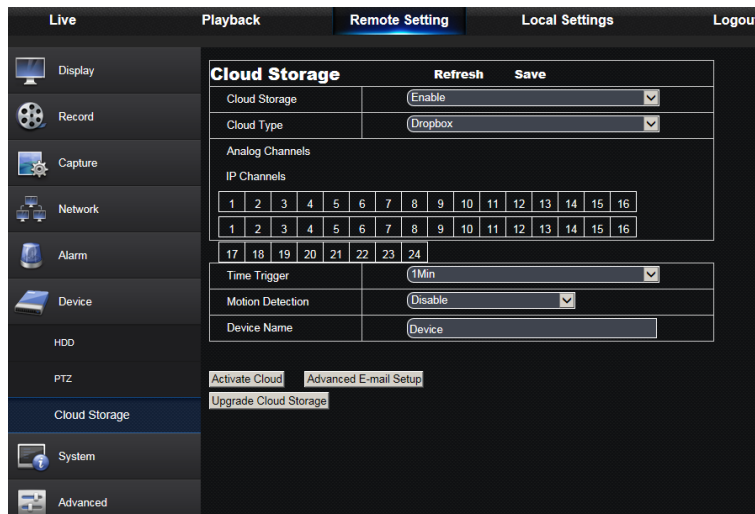 Live Playback Remote Setting Local Settings Logou
Display
Record
Capture
Network
Alarm
Device
HDD
PTZ
Cloud Storage
System
Advanced
Cloud Storage Refresh Save
Cloud Storage Enable
Cloud Type Dropbox
Analog Channels
IP Channels
1 2 3 4 5 6 7 8 9 10 11 12 13 14 15 16
1 2 3 4 5 6 7 8 9 10 11 12 13 14 15 16
17 18 19 20 21 22 23 24
Time Trigger 1Min
Motion Detection Disable
Device Name Device
Activate Cloud Advanced E-mail Setup
Upgrade Cloud Storage